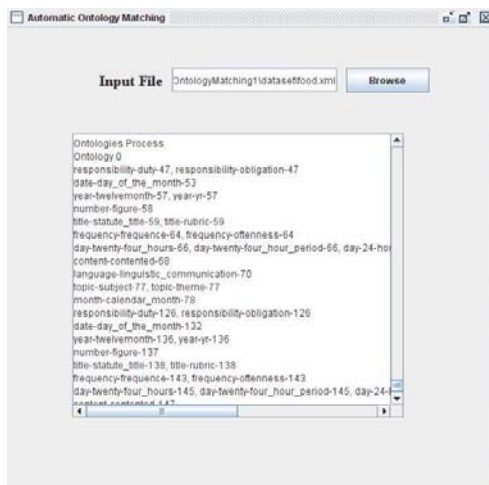 Automatic Ontology Matching
Input File OntologyMatching1\dataset\food.xml Browse
Ontologies Process
Ontology 0
responsibility-duty-47, responsibility-obligation-47
date-day_of_the_month-53
year-twelvemonth-57, year-yr-57
number-figure-58
title-statute_title-59, title-rubric-59
frequency-frequence-64, frequency-oftenness-64
day-twenty-four_hours-66, day-twenty-four_hour_period-66, day-24-hou
content-contented-68
language-linguistic_communication-70
topic-subject-77, topic-theme-77
month-calendar_month-78
responsibility-duty-126, responsibility-obligation-126
date-day_of_the_month-132
year-twelvemonth-136, year-yr-136
number-figure-137
title-statute_title-138, title-rubric-138
frequency-frequence-143, frequency-oftenness-143
day-twenty-four_hours-145, day-twenty-four_hour_period-145, day-24-h
content-contented-147